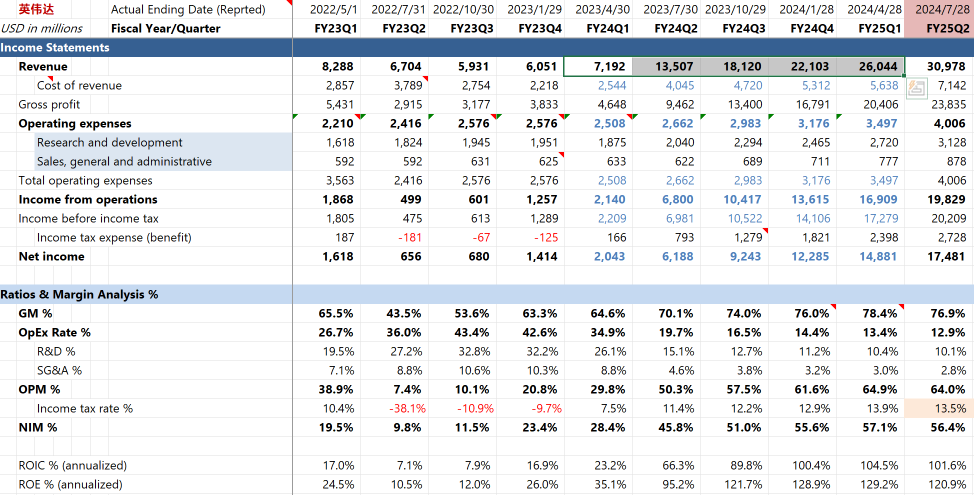 英伟达 Actual Ending Date (Reprted) 2022/5/1 2022/7/31 2022/10/30 2023/1/29 2023/4/30 2023/7/30 2023/10/29 2024/1/28 2024/4/28 2024/7/28
USD in millions Fiscal Year/Quarter FY23Q1 FY23Q2 FY23Q3 FY23Q4 FY24Q1 FY24Q2 FY24Q3 FY24Q4 FY25Q1 FY25Q2
Income Statements
Revenue 8,288 6,704 5,931 6,051 7,192 13,507 18,120 22,103 26,044 30,978
Cost of revenue 2,857 3,789 2,754 2,218 2,544 4,045 4,720 5,312 5,638 7,142
Gross profit 5,431 2,915 3,177 3,833 4,648 9,462 13,400 16,791 20,406 23,835
Operating expenses 2,210 2,416 2,576 2,576 2,508 2,662 2,983 3,176 3,497 4,006
Research and development 1,618 1,824 1,945 1,951 1,875 2,040 2,294 2,465 2,720 3,128
Sales, general and administrative 592 592 631 625 633 622 689 711 777 878
Total operating expenses 3,563 2,416 2,576 2,576 2,508 2,662 2,983 3,176 3,497 4,006
Income from operations 1,868 499 601 1,257 2,140 6,800 10,417 13,615 16,909 19,829
Income before income tax 1,805 475 613 1,289 2,209 6,981 10,522 14,106 17,279 20,209
Income tax expense (benefit) 187 -181 -67 -125 166 793 1,279 1,821 2,398 2,728
Net income 1,618 656 680 1,414 2,043 6,188 9,243 12,285 14,881 17,481
Ratios & Margin Analysis %
GM % 65.5% 43.5% 53.6% 63.3% 64.6% 70.1% 74.0% 76.0% 78.4% 76.9%
OpEx Rate % 26.7% 36.0% 43.4% 42.6% 34.9% 19.7% 16.5% 14.4% 13.4% 12.9%
R&D % 19.5% 27.2% 32.8% 32.2% 26.1% 15.1% 12.7% 11.2% 10.4% 10.1%
SG&A % 7.1% 8.8% 10.6% 10.3% 8.8% 4.6% 3.8% 3.2% 3.0% 2.8%
OPM % 38.9% 7.4% 10.1% 20.8% 29.8% 50.3% 57.5% 61.6% 64.9% 64.0%
Income tax rate % 10.4% -38.1% -10.9% -9.7% 7.5% 11.4% 12.2% 12.9% 13.9% 13.5%
NIM % 19.5% 9.8% 11.5% 23.4% 28.4% 45.8% 51.0% 55.6% 57.1% 56.4%
ROIC % (annualized) 17.0% 7.1% 7.9% 16.9% 23.2% 66.3% 89.8% 100.4% 104.5% 101.6%
ROE % (annualized) 24.5% 10.5% 12.0% 26.0% 35.1% 95.2% 121.7% 128.9% 129.2% 120.9%